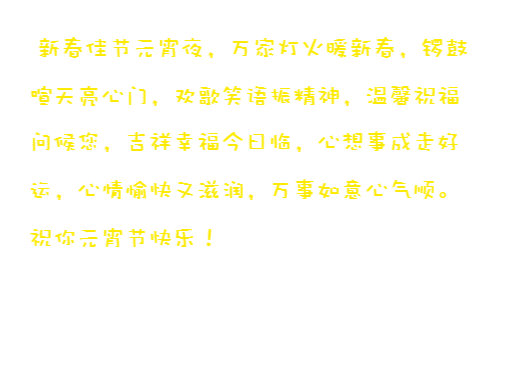 新春佳节元宵夜，万家灯火暖新春，锣鼓
喧天亮心门，欢歌笑语振精神，温馨祝福
问候您，吉祥幸福今日临，心想事成走好
运，心情愉快又滋润，万事如意心气顺。
祝你元宵节快乐！